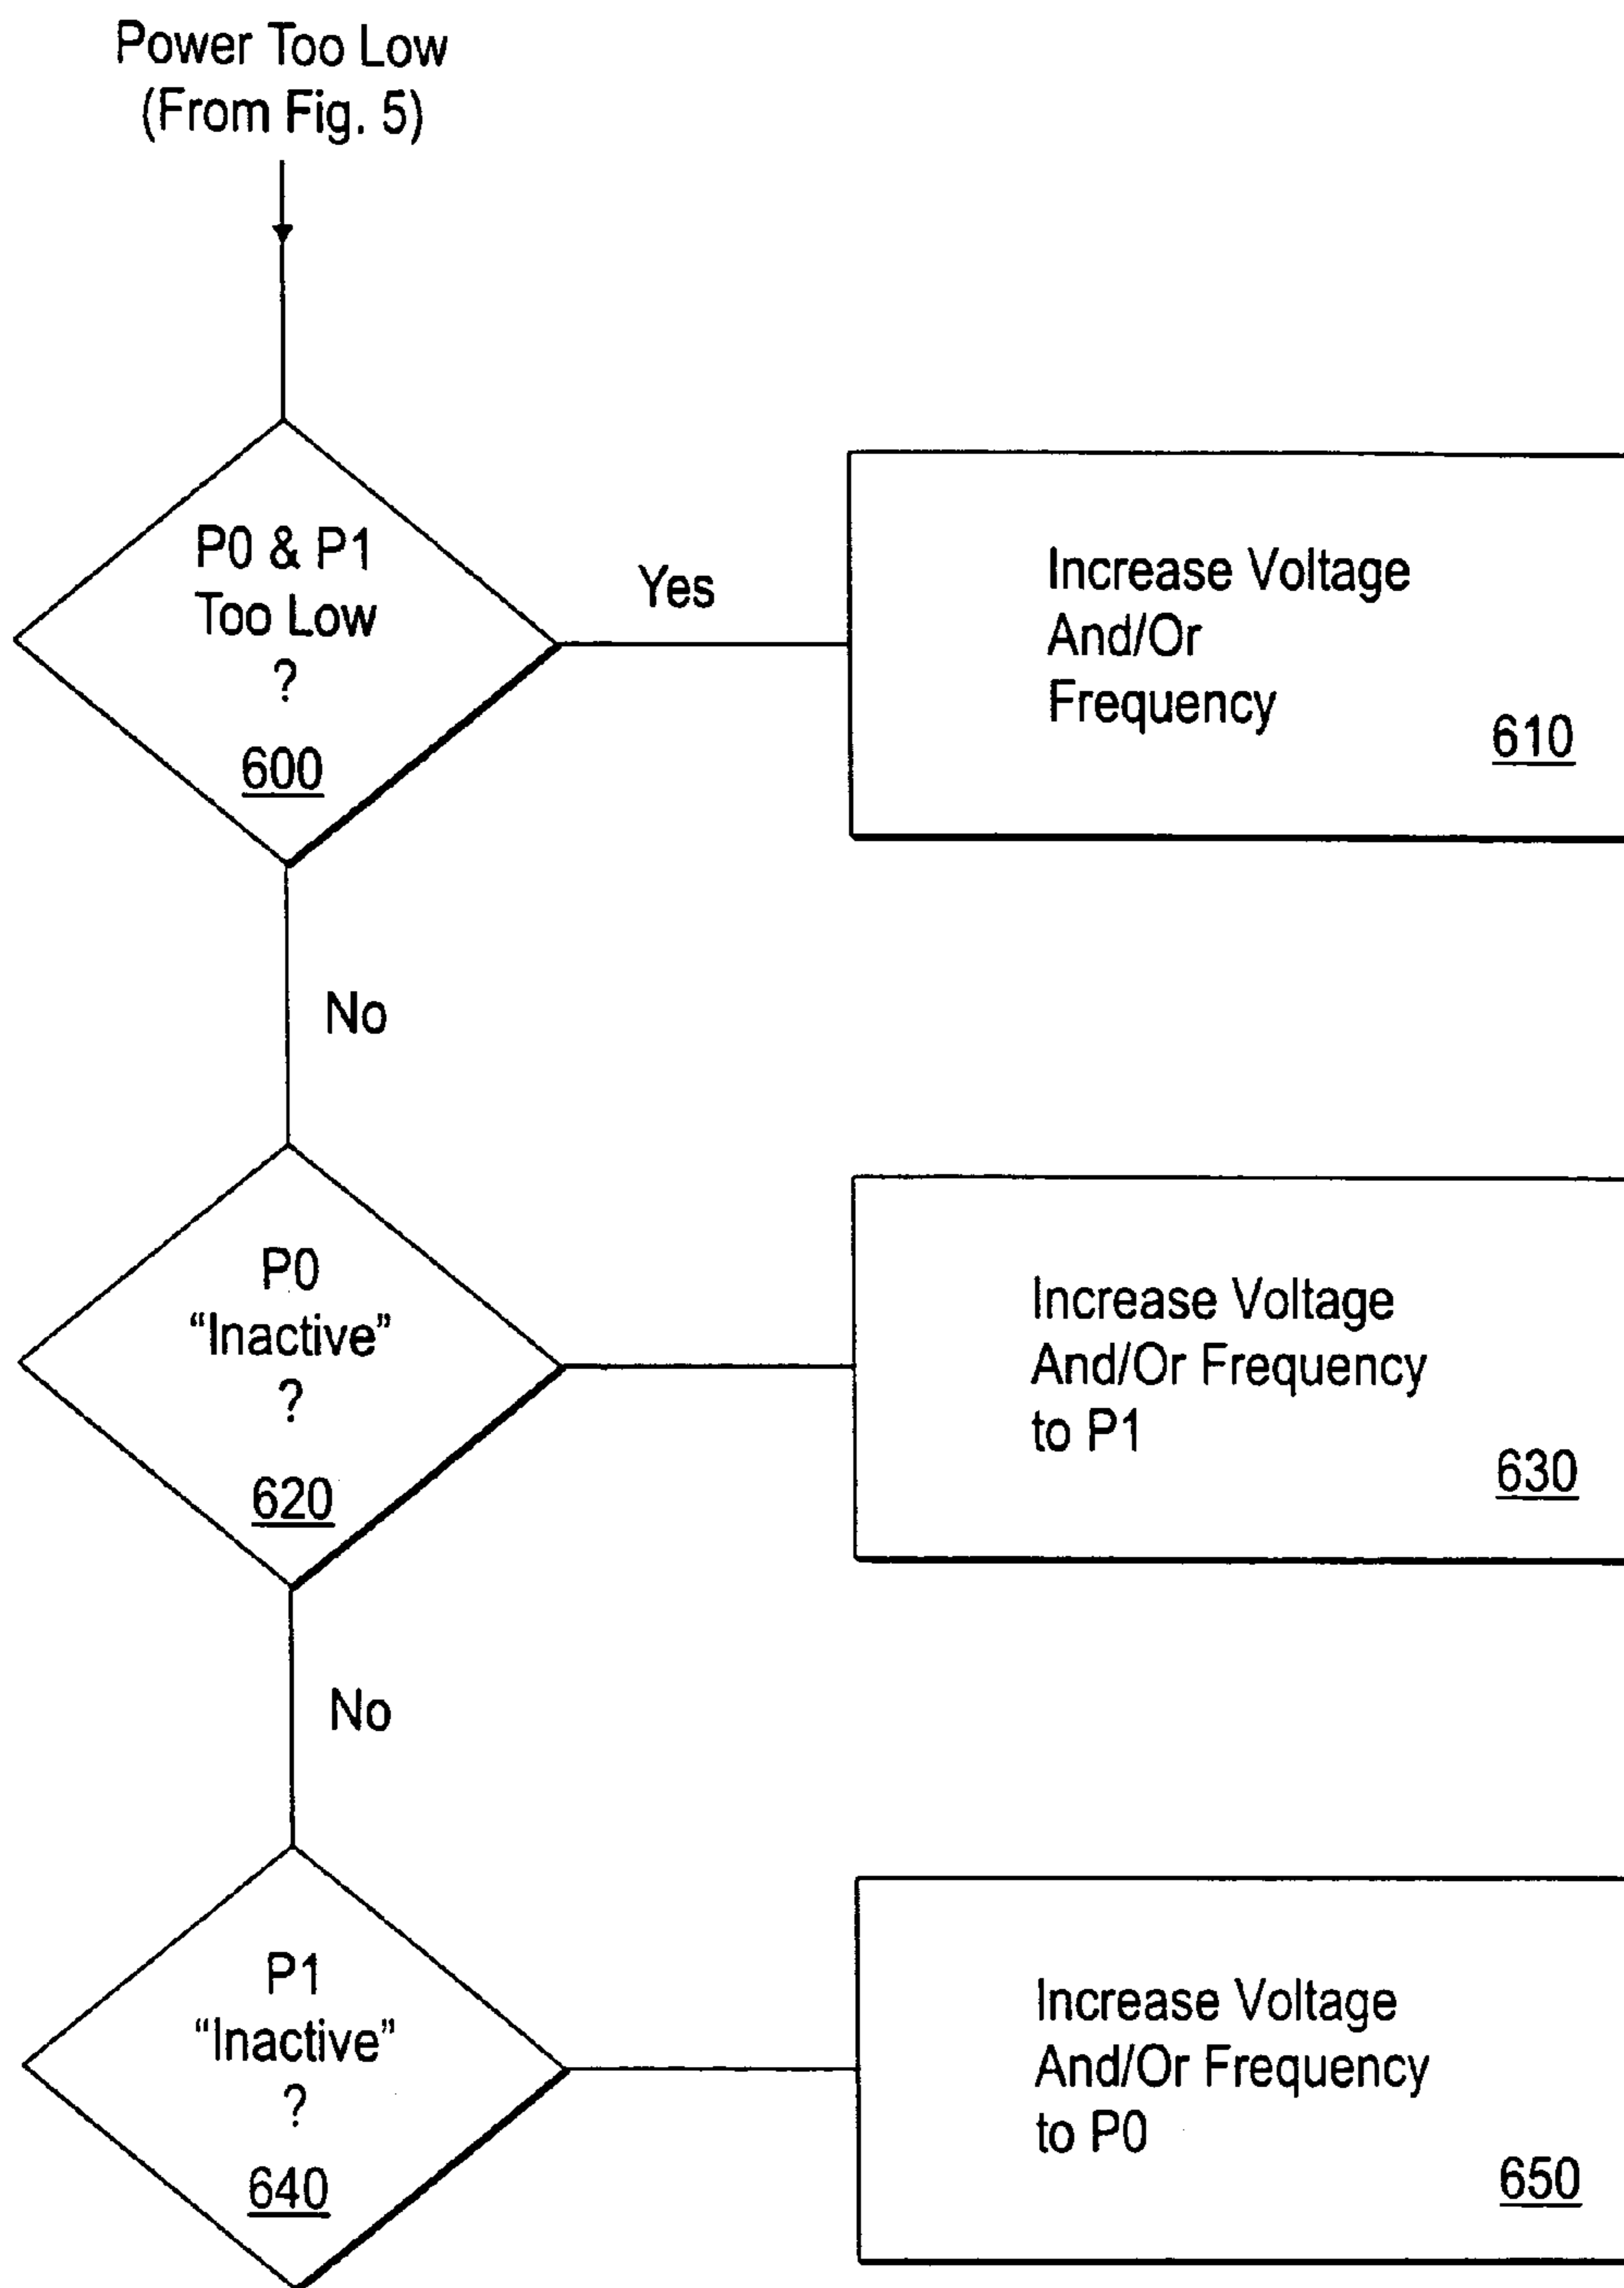 Power Too Low
(From Fig. 5)
P0 & P1
Too Low
?
600
Yes
Increase Voltage
And/Or
Frequency
610
No
P0
“Inactive”
?
620
Increase Voltage
And/Or Frequency
to P1
630
No
P1
“Inactive”
?
640
Increase Voltage
And/Or Frequency
to P0
650